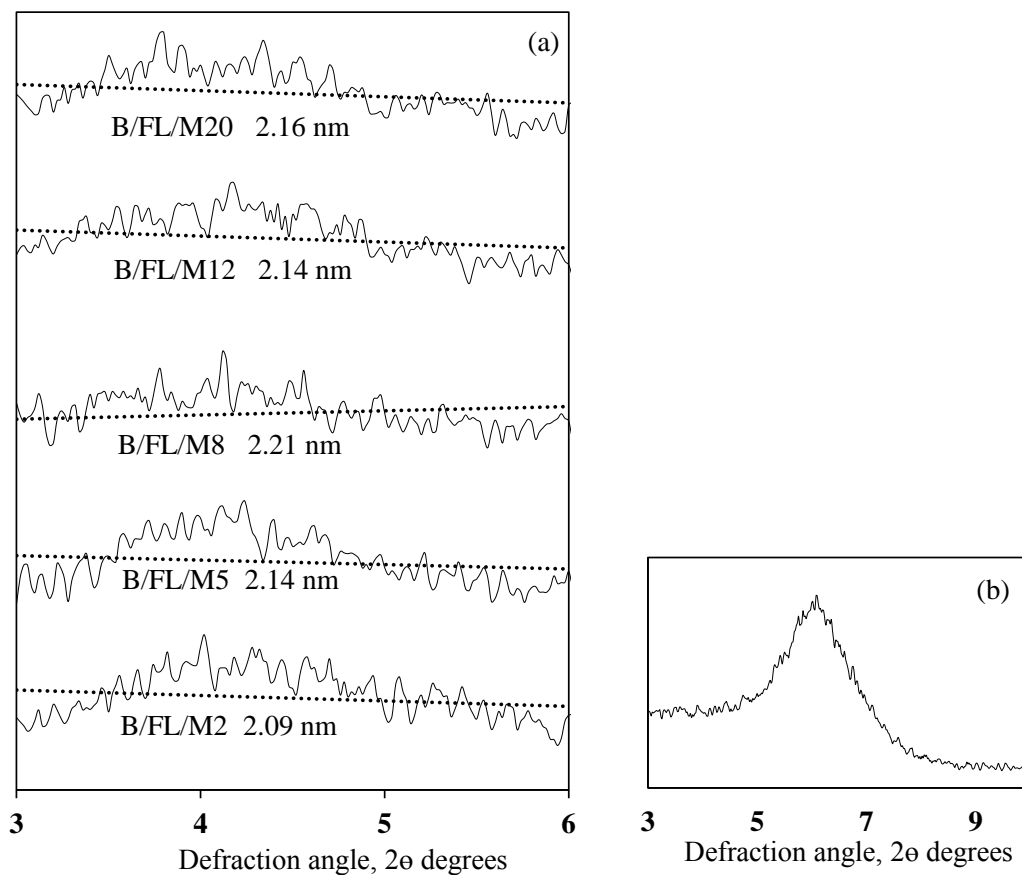 (a)
B/FL/M20 2.16 nm
B/FL/M12 2.14 nm
B/FL/M8 2.21 nm
B/FL/M5 2.14 nm
B/FL/M2 2.09 nm
3 4 5 6
Defraction angle, 2ɵ degrees
(b)
3 5 7 9
Defraction angle, 2ɵ degrees